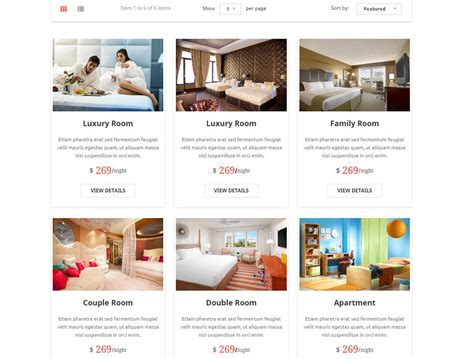 Item 1 to 6 of 6 items Show 1 per page Sort by: Featured
Luxury Room Luxury Room Family Room
Etiam pharetra erat sed fermentum feugiat Etiam pharetra erat sed fermentum feugiat Etiam pharetra erat sed fermentum feugiat
velit mauris egestas quam, ut aliquam massa velit mauris egestas quam, ut aliquam massa velit mauris egestas quam, ut aliquam massa
nisl suspendisse in orci enim. nisl suspendisse in orci enim. nisl suspendisse in orci enim.
$ 269/night $ 269/night $ 269/night
VIEW DETAILS VIEW DETAILS VIEW DETAILS
Couple Room Double Room Apartment
Etiam pharetra erat sed fermentum feugiat Etiam pharetra erat sed fermentum feugiat Etiam pharetra erat sed fermentum feugiat
velit mauris egestas quam, ut aliquam massa velit mauris egestas quam, ut aliquam massa velit mauris egestas quam, ut aliquam massa
nisl suspendisse in orci enim. nisl suspendisse in orci enim. nisl suspendisse in orci enim.
$ 269/night $ 269/night $ 269/night